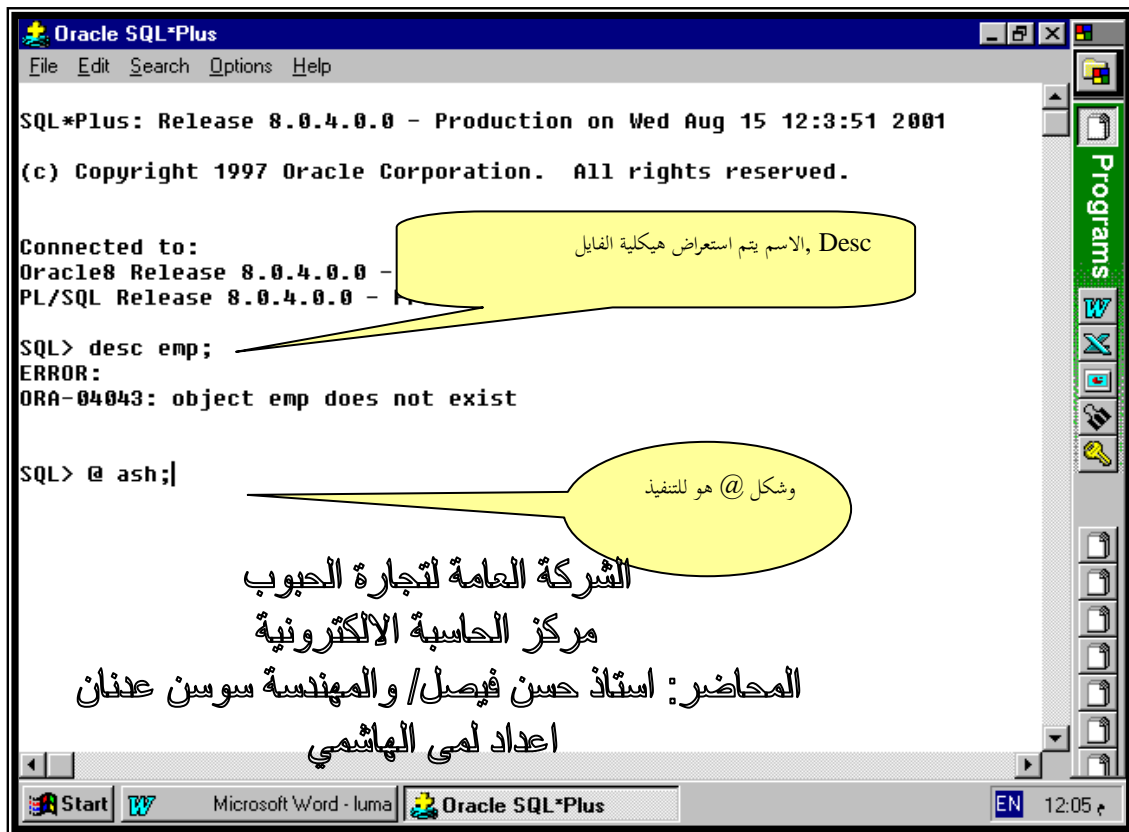 Oracle SQL*Plus
File Edit Search Options Help
SQL*Plus: Release 8.0.4.0.0 - Production on Wed Aug 15 12:3:51 2001
(c) Copyright 1997 Oracle Corporation. All rights reserved.
Connected to:
Oracle8 Release 8.0.4.0.0 -
PL/SQL Release 8.0.4.0.0 -
Desc ,الاسم يتم استعراض هيكلية الفايل
SQL> desc emp;
ERROR:
ORA-04043: object emp does not exist
SQL> @ ash;
وشكل @ هو للتنفيذ
الشركة العامة لتجارة الحبوب
مركز الحاسبة الالكترونية
المحاضر: استاذ حسن فيصل/ والمهندسة سوسن عدنان
اعداد لمى الهاشمي
Programs
Start
Microsoft Word - luma
Oracle SQL*Plus
EN
12:05 م